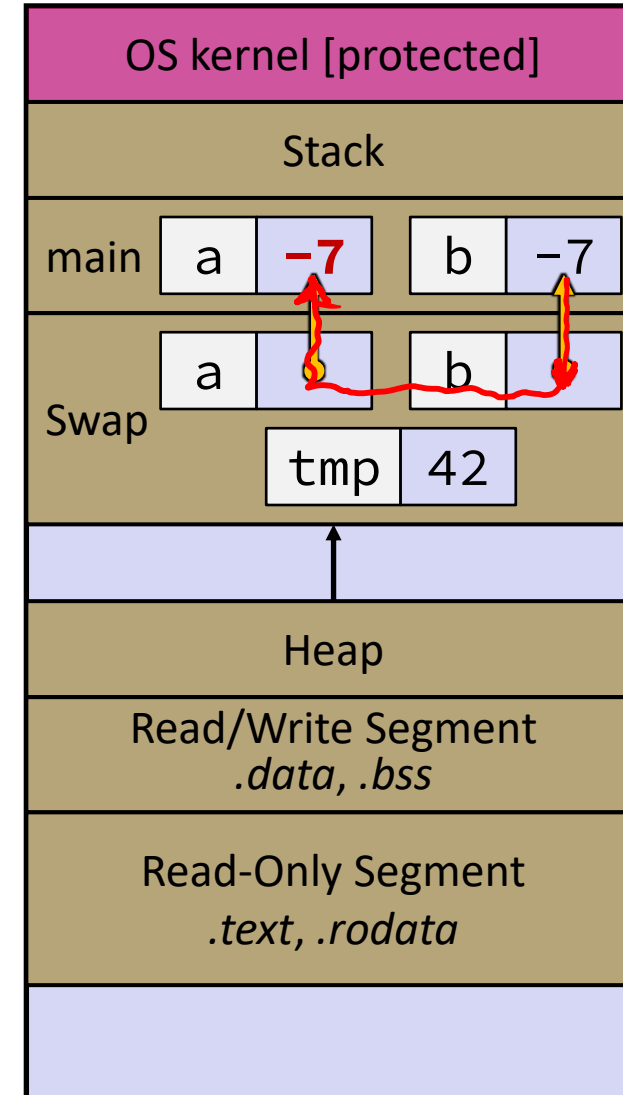 OS kernel [protected]
Stack
main a -7 b -7
a b
Swap
tmp 42
Heap
Read/Write Segment
.data, .bss
Read-Only Segment
.text, .rodata